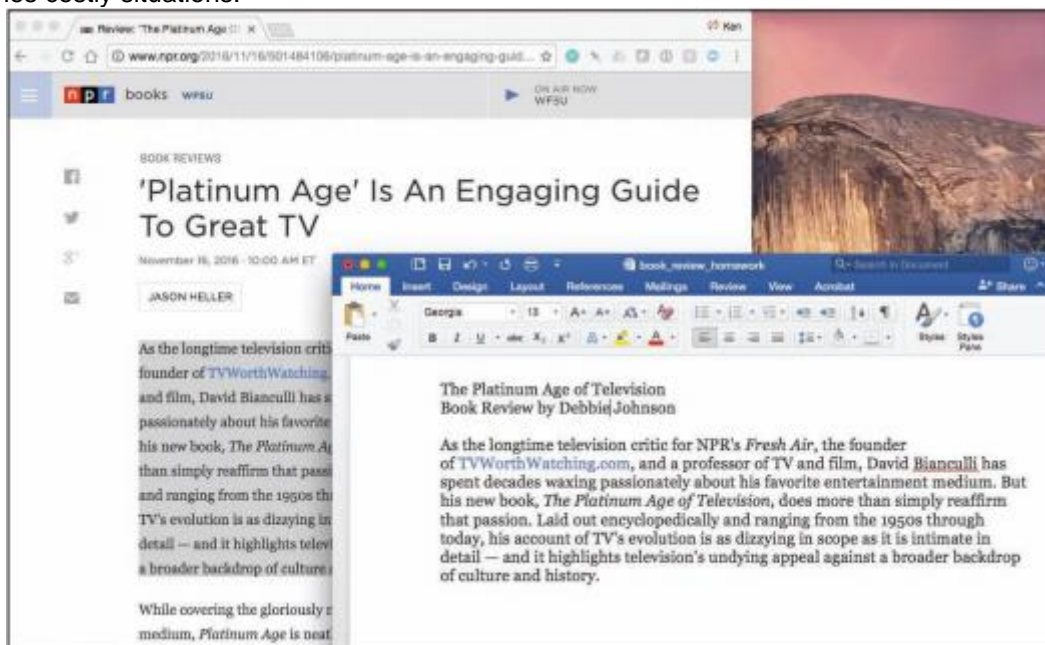 Review: 'The Platinum Age
Ken
www.npr.org/2016/11/16/501484106/platinum-age-is-an-engaging-guid...
npr books WFSU
ON AIR NOW
WFSU
BOOK REVIEWS
'Platinum Age' Is An Engaging Guide
To Great TV
November 16, 2016 · 10:00 AM ET
JASON HELLER
As the longtime television criti
founder of TVWorthWatching.
and film, David Bianculli has s
passionately about his favorite
his new book, The Platinum Ag
than simply reaffirm that pass
and ranging from the 1950s th
TV's evolution is as dizzying in
detail — and it highlights telev
a broader backdrop of culture
While covering the gloriously
medium, Platinum Age is neat
book_review_homework
Search in Document
Home Insert Design Layout References Mailings Review View Acrobat Share
Paste
Georgia 13
B I U abc X₂ X²
Styles Styles
Pane
The Platinum Age of Television
Book Review by Debbie Johnson
As the longtime television critic for NPR's Fresh Air, the founder
of TVWorthWatching.com, and a professor of TV and film, David Bianculli has
spent decades waxing passionately about his favorite entertainment medium. But
his new book, The Platinum Age of Television, does more than simply reaffirm
that passion. Laid out encyclopedically and ranging from the 1950s through
today, his account of TV's evolution is as dizzying in scope as it is intimate in
detail — and it highlights television's undying appeal against a broader backdrop
of culture and history.